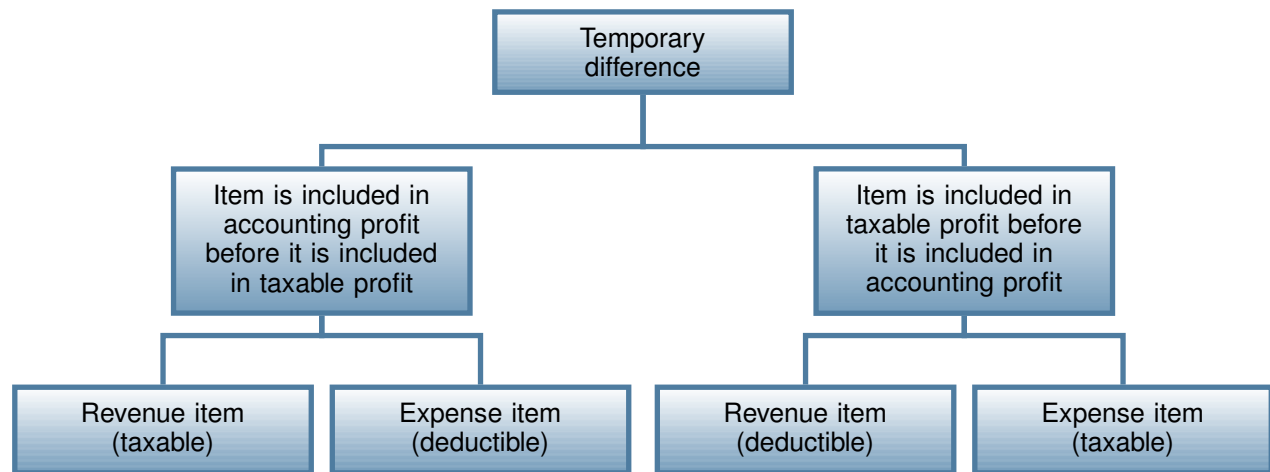 Temporary
difference
Item is included in
accounting profit
before it is included
in taxable profit
Item is included in
taxable profit before
it is included in
accounting profit
Revenue item
(taxable)
Expense item
(deductible)
Revenue item
(deductible)
Expense item
(taxable)